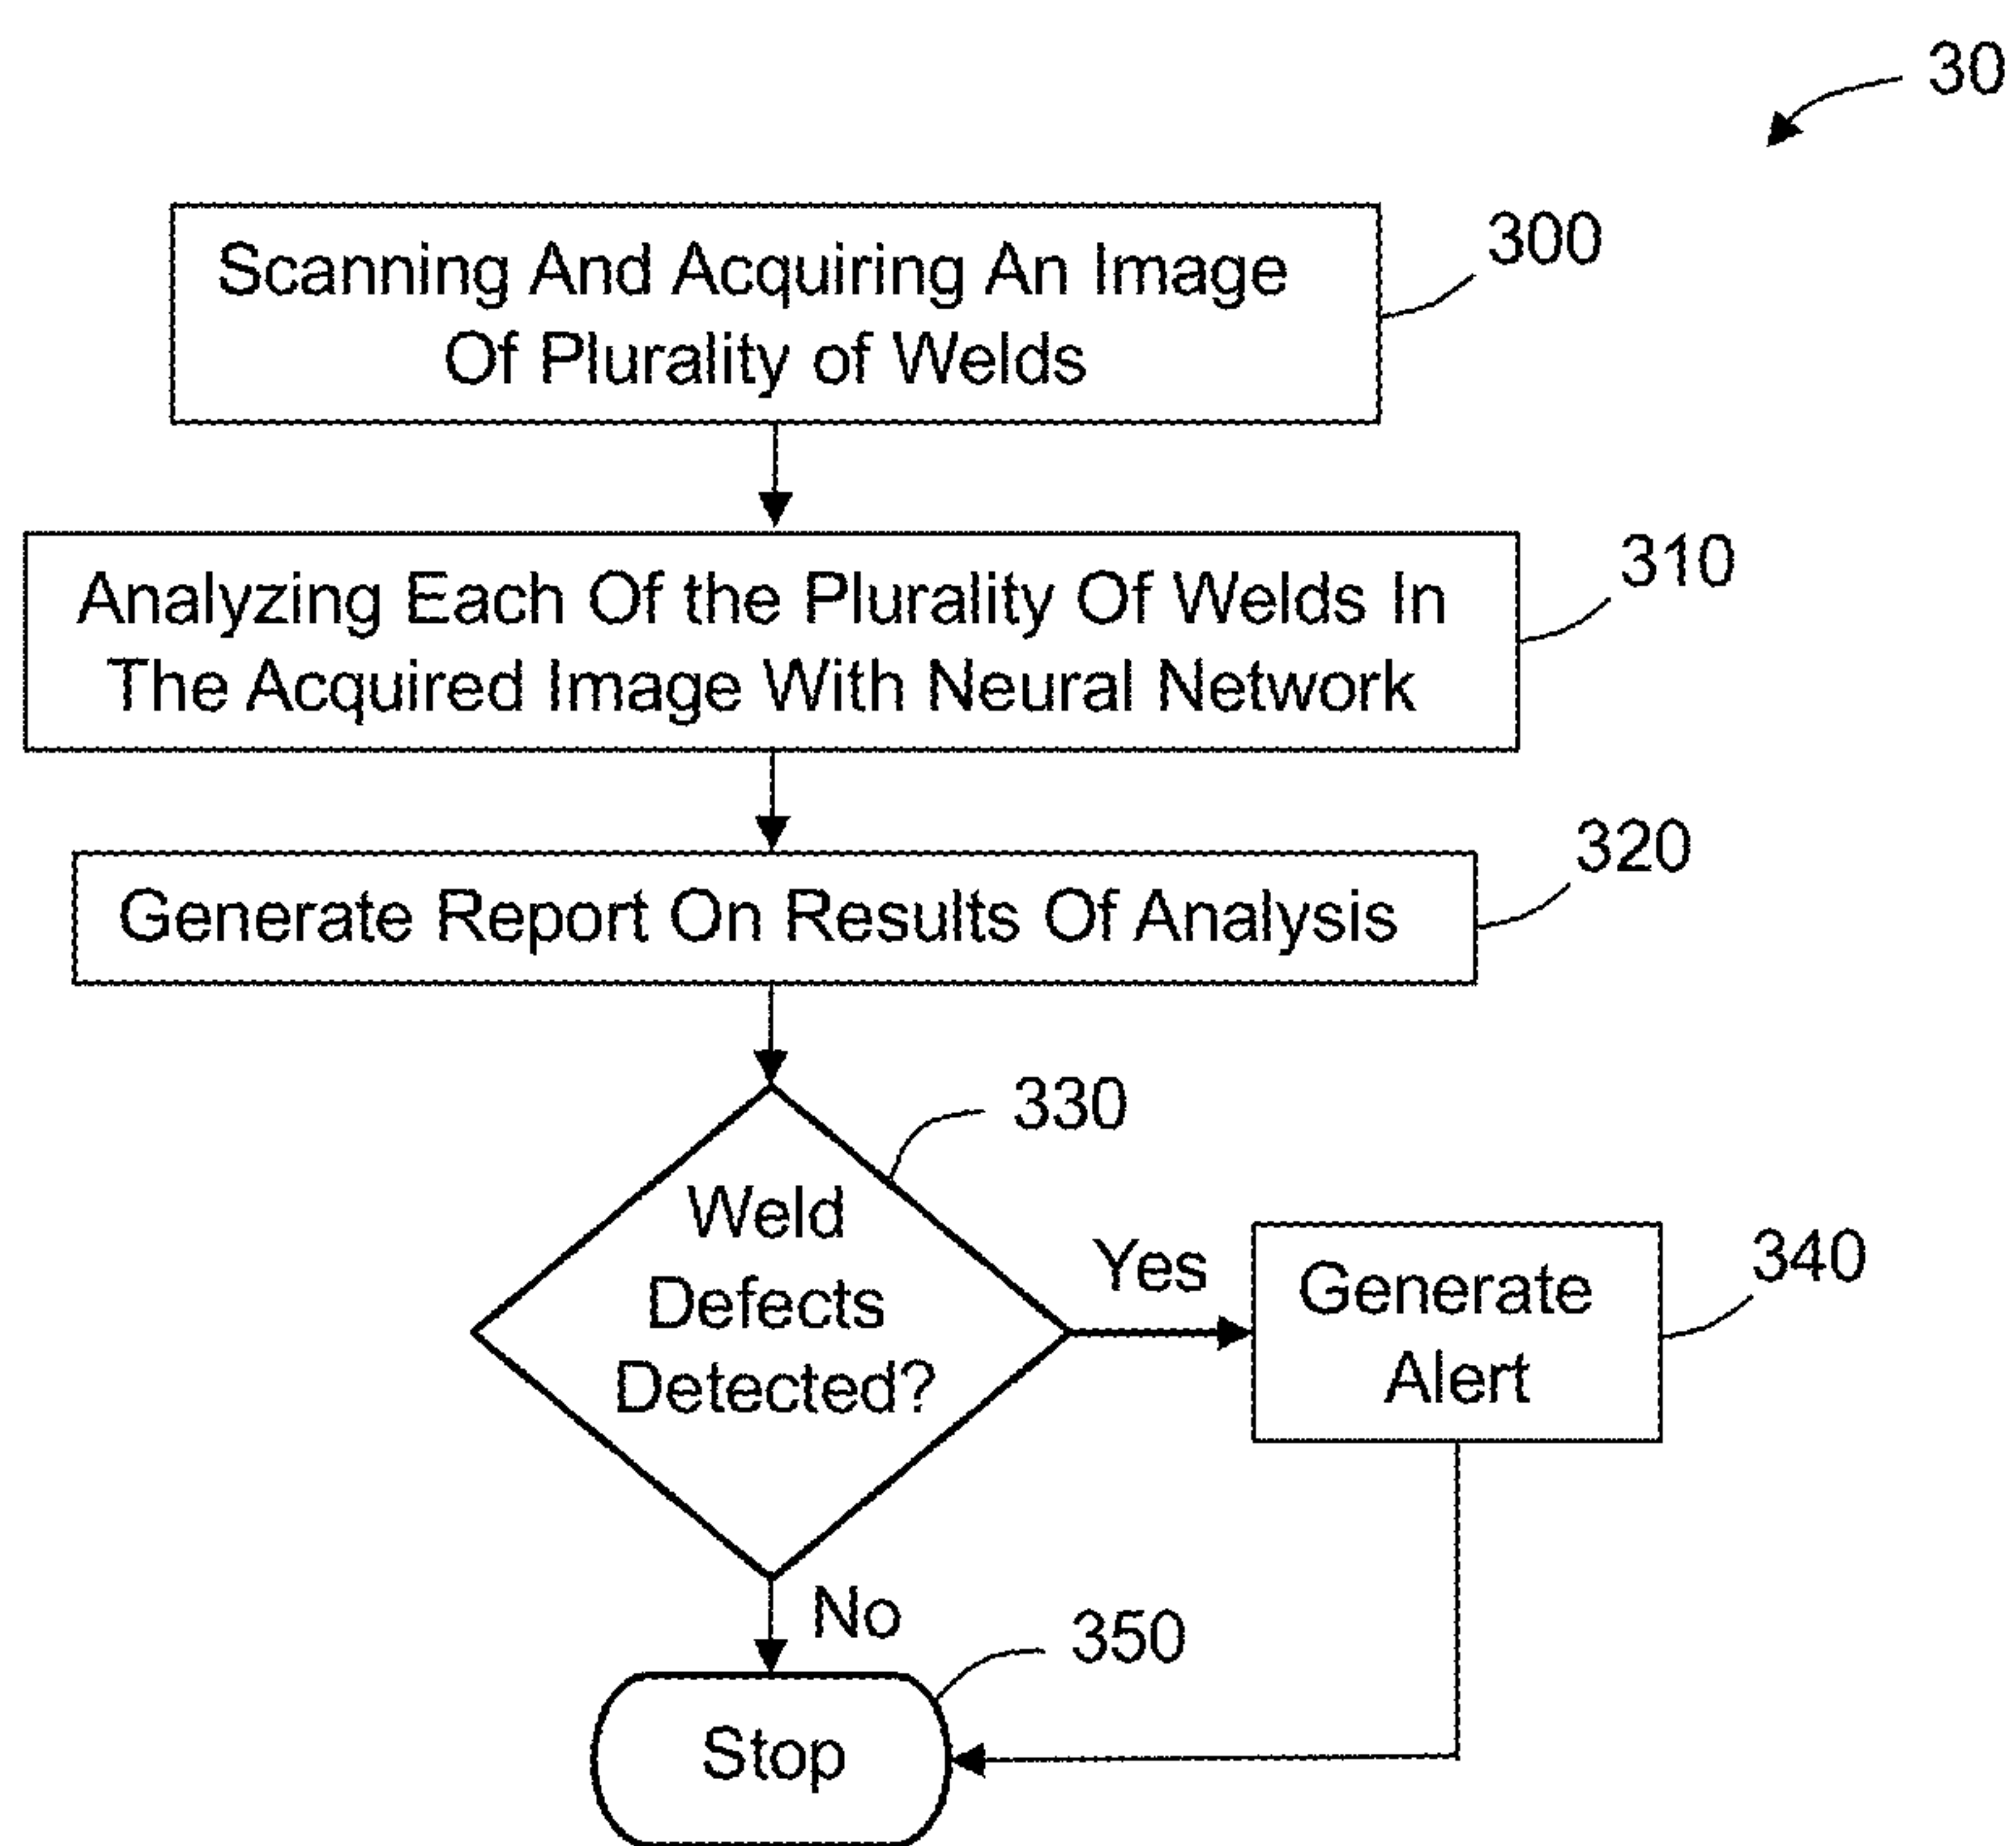 30
Scanning And Acquiring An Image
Of Plurality of Welds
300
Analyzing Each Of the Plurality Of Welds In
The Acquired Image With Neural Network
310
Generate Report On Results Of Analysis
320
Weld
Defects
Detected?
330
Yes
Generate
Alert
340
No
Stop
350